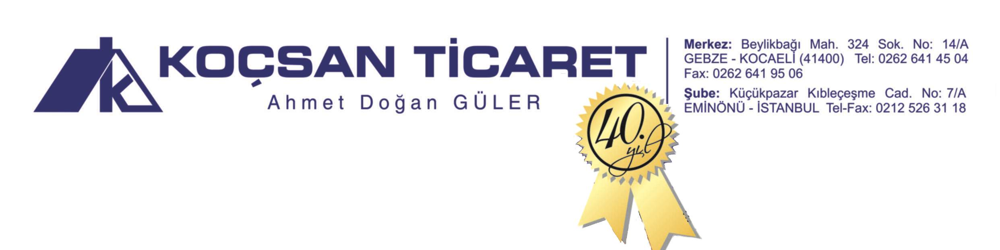 KOÇSAN TİCARET
Ahmet Doğan GÜLER
40.
yıl
Merkez: Beylikbağı Mah. 324 Sok. No: 14/A
GEBZE - KOCAELİ (41400) Tel: 0262 641 45 04
Fax: 0262 641 95 06
Şube: Küçükpazar Kıbleçeşme Cad. No: 7/A
EMİNÖNÜ - İSTANBUL Tel-Fax: 0212 526 31 18